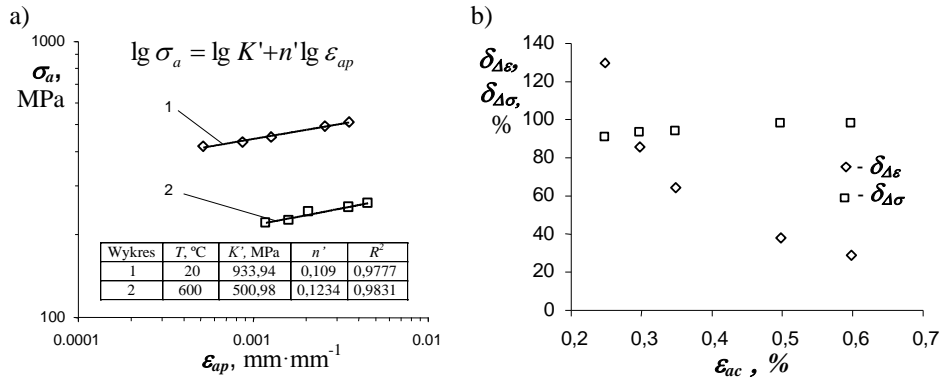 a)
1000
σₐ,
MPa
100
lg σₐ = lg K'+n'lg εₐₚ
1
2
Wykres T, ºC K', MPa n' R²
1 20 933,94 0,109 0,9777
2 600 500,98 0,1234 0,9831
0.0001 0.001 0.01
εₐₚ, mm·mm⁻¹
b)
δΔε,
δΔσ,
%
140
120
100
80
60
40
20
0
- δΔε
- δΔσ
0,2 0,3 0,4 0,5 0,6 0,7
εac , %